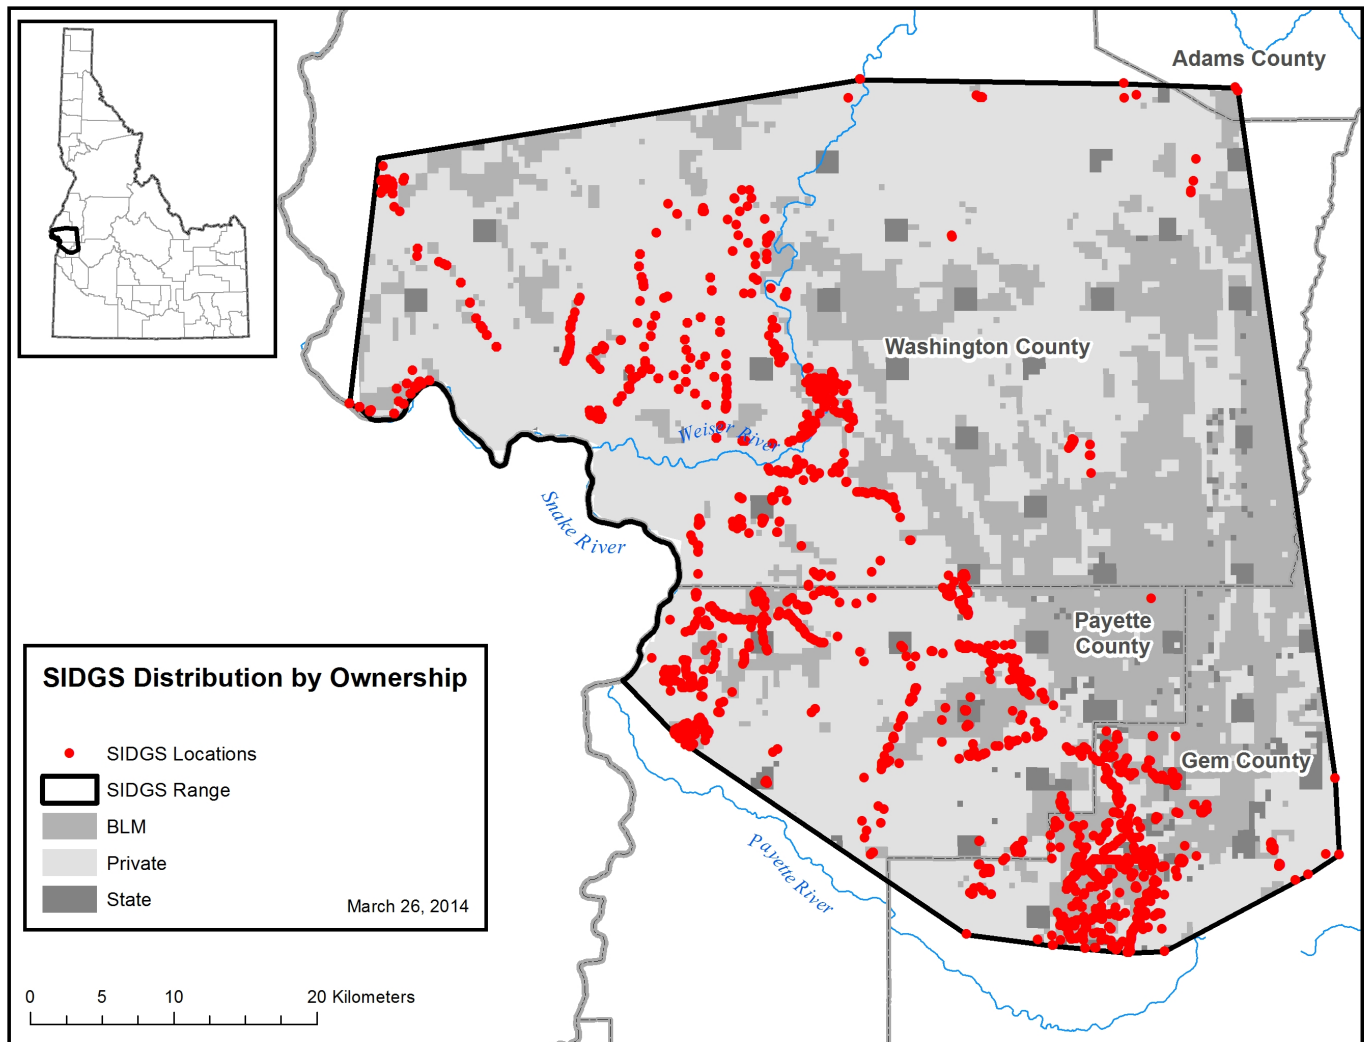 Adams County
Washington County
Weiser River
Snake River
Payette
County
Gem County
Payette River
SIDGS Distribution by Ownership
SIDGS Locations
SIDGS Range
BLM
Private
State
March 26, 2014
0 5 10 20 Kilometers